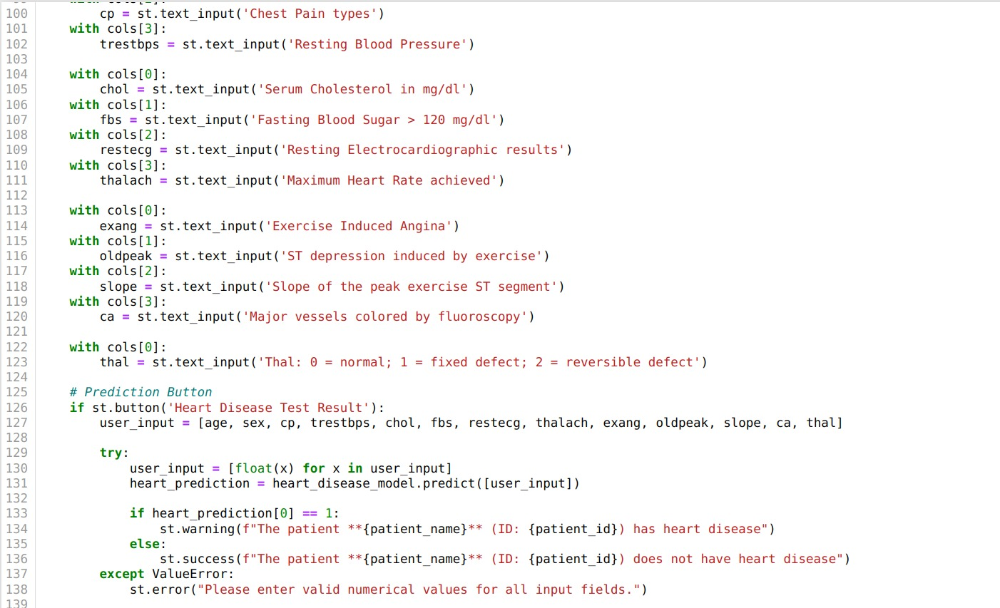 100 cp = st.text_input('Chest Pain types')
101 with cols[3]:
102 trestbps = st.text_input('Resting Blood Pressure')
103
104 with cols[0]:
105 chol = st.text_input('Serum Cholesterol in mg/dl')
106 with cols[1]:
107 fbs = st.text_input('Fasting Blood Sugar > 120 mg/dl')
108 with cols[2]:
109 restecg = st.text_input('Resting Electrocardiographic results')
110 with cols[3]:
111 thalach = st.text_input('Maximum Heart Rate achieved')
112
113 with cols[0]:
114 exang = st.text_input('Exercise Induced Angina')
115 with cols[1]:
116 oldpeak = st.text_input('ST depression induced by exercise')
117 with cols[2]:
118 slope = st.text_input('Slope of the peak exercise ST segment')
119 with cols[3]:
120 ca = st.text_input('Major vessels colored by fluoroscopy')
121
122 with cols[0]:
123 thal = st.text_input('Thal: 0 = normal; 1 = fixed defect; 2 = reversible defect')
124
125 # Prediction Button
126 if st.button('Heart Disease Test Result'):
127 user_input = [age, sex, cp, trestbps, chol, fbs, restecg, thalach, exang, oldpeak, slope, ca, thal]
128
129 try:
130 user_input = [float(x) for x in user_input]
131 heart_prediction = heart_disease_model.predict([user_input])
132
133 if heart_prediction[0] == 1:
134 st.warning(f"The patient **{patient_name}** (ID: {patient_id}) has heart disease")
135 else:
136 st.success(f"The patient **{patient_name}** (ID: {patient_id}) does not have heart disease")
137 except ValueError:
138 st.error("Please enter valid numerical values for all input fields.")
139